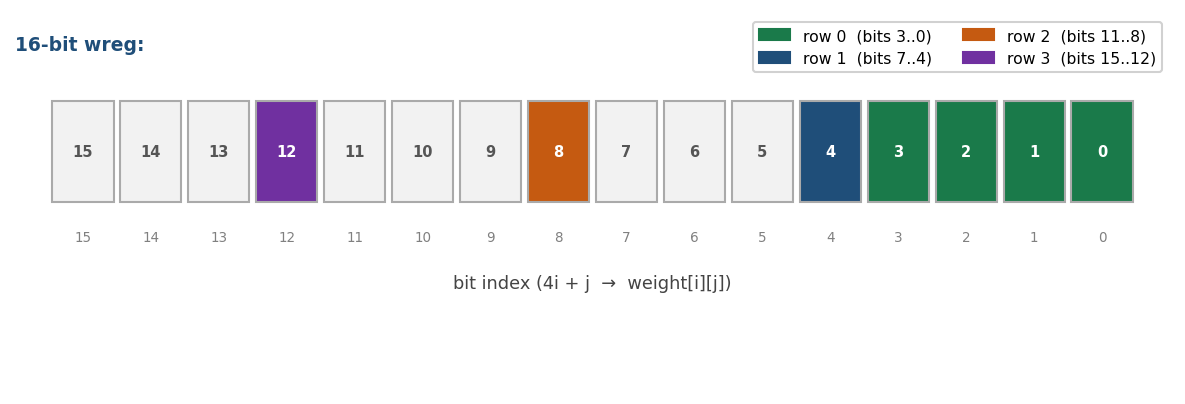 16-bit wreg:
row 0 (bits 3..0) row 2 (bits 11..8)
row 1 (bits 7..4) row 3 (bits 15..12)
15 14 13 12 11 10 9 8 7 6 5 4 3 2 1 0
15 14 13 12 11 10 9 8 7 6 5 4 3 2 1 0
bit index (4i + j → weight[i][j])